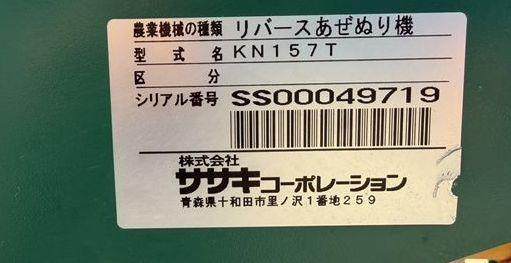 農業機械の種類 リバースあぜぬり機
型式名 KN157T
区分
シリアル番号 SS00049719
株式会社
ササキコーポレーション
青森県十和田市里ノ沢1番地259